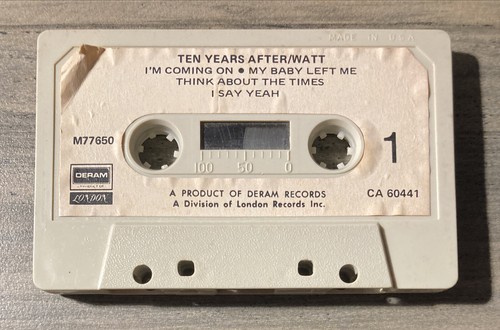 MADE IN U.S.A.
TEN YEARS AFTER/WATT
I'M COMING ON • MY BABY LEFT ME
THINK ABOUT THE TIMES
I SAY YEAH
M77650
1
100 50 0
DERAM
LONDON
A PRODUCT OF DERAM RECORDS
A Division of London Records Inc.
CA 60441